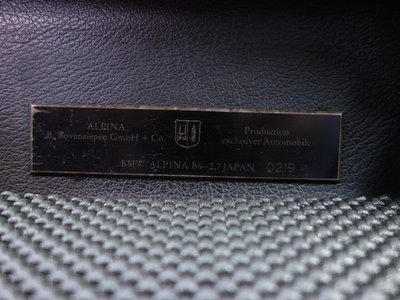 ALPINA
B. Bovensiepen GmbH + Co.
Production
exclusiver Automobile
BMW ALPINA B6-2.7 JAPAN 0219